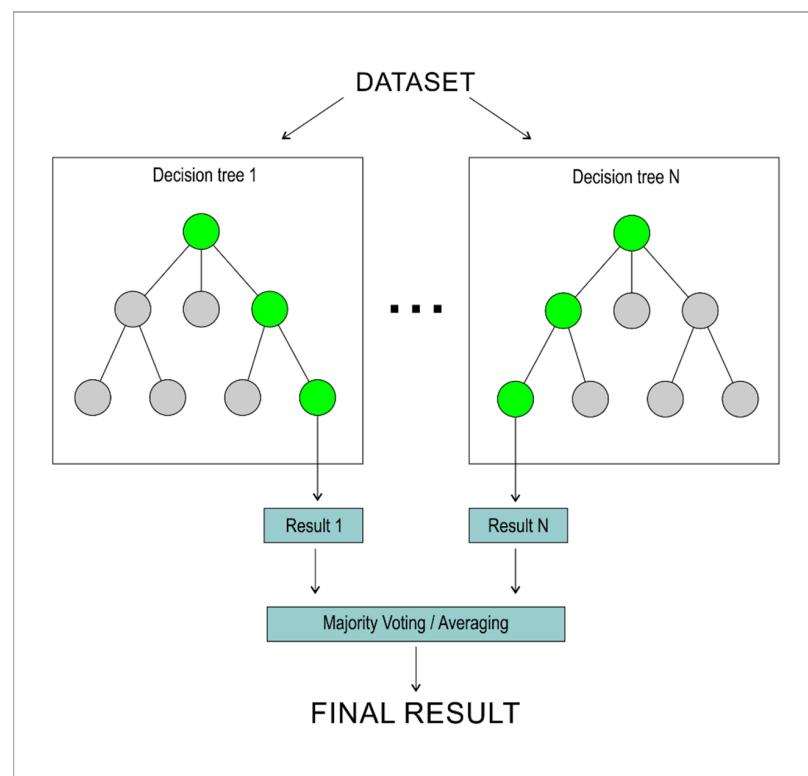 DATASET
Decision tree 1
Decision tree N
...
Result 1
Result N
Majority Voting / Averaging
FINAL RESULT